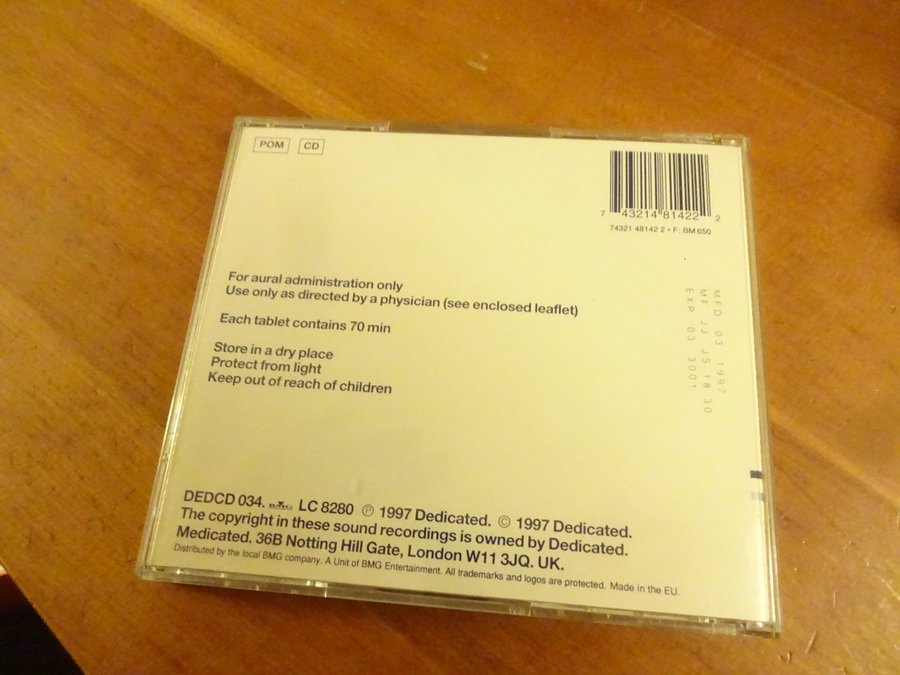 POM CD
7 43214 81422 2
74321 48142 2 • F: BM 650
For aural administration only
Use only as directed by a physician (see enclosed leaflet)
Each tablet contains 70 min
Store in a dry place
Protect from light
Keep out of reach of children
MFD 03 1997
MF JJ JS 18 30
EXP 03 3001
DEDCD 034. BMG LC 8280 ℗ 1997 Dedicated. © 1997 Dedicated.
The copyright in these sound recordings is owned by Dedicated.
Medicated. 36B Notting Hill Gate, London W11 3JQ. UK.
Distributed by the local BMG company. A Unit of BMG Entertainment. All trademarks and logos are protected. Made in the EU.